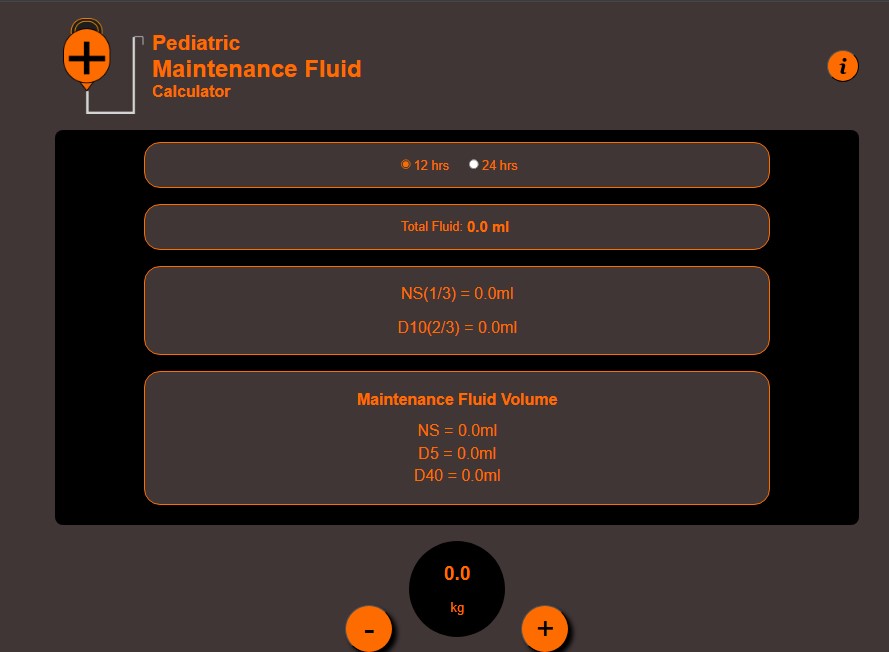 Pediatric
Maintenance Fluid
Calculator
i
12 hrs 24 hrs
Total Fluid: 0.0 ml
NS(1/3) = 0.0ml
D10(2/3) = 0.0ml
Maintenance Fluid Volume
NS = 0.0ml
D5 = 0.0ml
D40 = 0.0ml
0.0
kg
- +